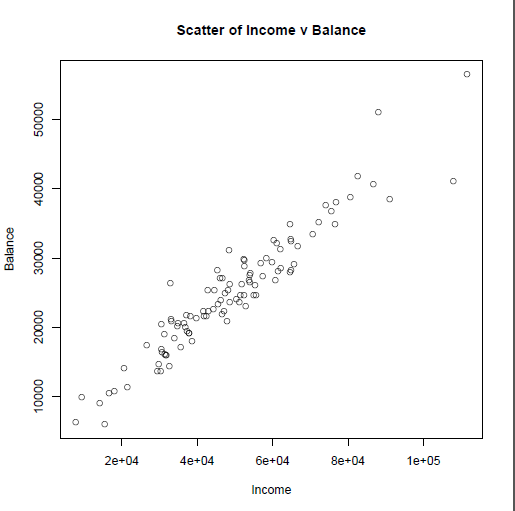 Scatter of Income v Balance
50000
40000
30000
20000
10000
Balance
2e+04 4e+04 6e+04 8e+04 1e+05
Income